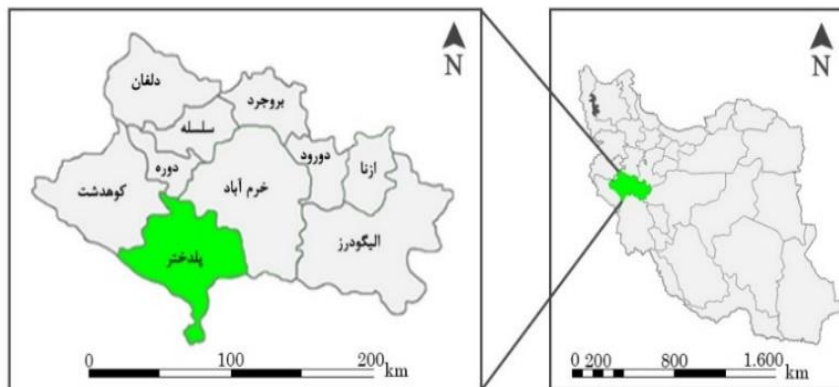 N
دلفان
بروجرد
سلسله
دوره
دورود
ازنا
کوهدشت
خرم آباد
الیگودرز
پلدختر
0 100 200
km
N
0 200 800 1.600
km